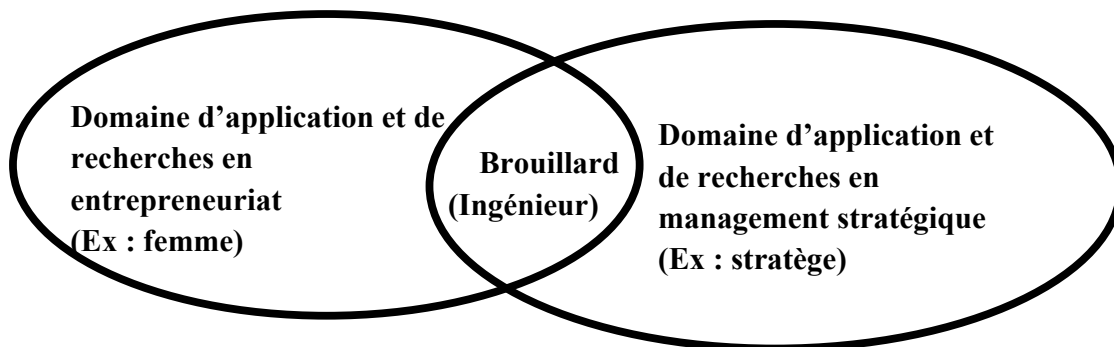 Domaine d’application et de
recherches en
entrepreneuriat
(Ex : femme)
Brouillard
(Ingénieur)
Domaine d’application et
de recherches en
management stratégique
(Ex : stratège)